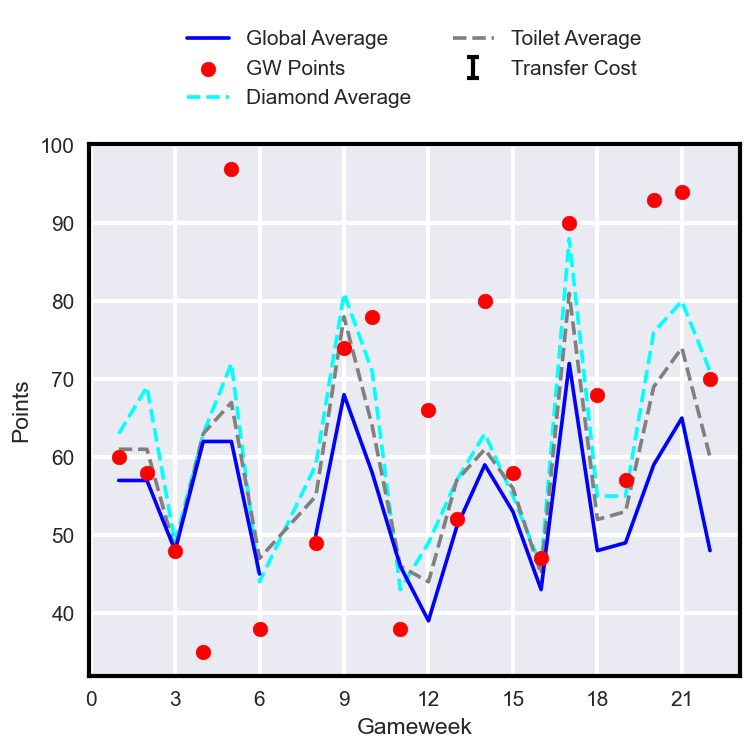 Global Average
GW Points
Diamond Average
Toilet Average
Transfer Cost
100
90
80
70
60
50
40
Points
0 3 6 9 12 15 18 21
Gameweek